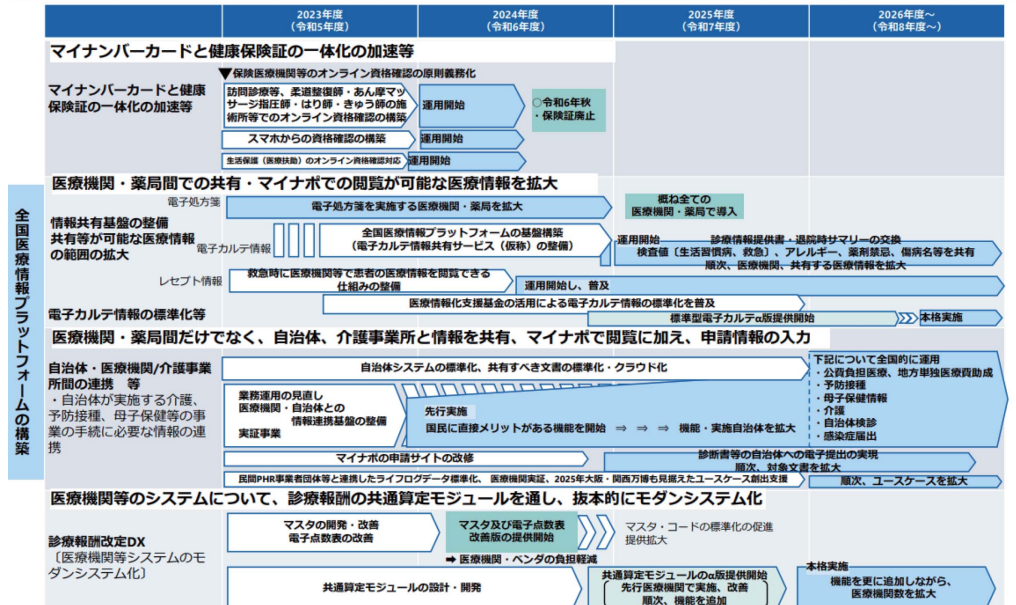 2023年度
(令和5年度)
2024年度
(令和6年度)
2025年度
(令和7年度)
2026年度~
(令和8年度~)
全国医療情報プラットフォームの構築
マイナンバーカードと健康保険証の一体化の加速等
マイナンバーカードと健康
保険証の一体化の加速等
▼保険医療機関等のオンライン資格確認の原則義務化
訪問診療等、柔道整復師・あん摩マッ
サージ指圧師・はり師・きゅう師の施
術所等でのオンライン資格確認の構築
運用開始
○令和6年秋
・保険証廃止
スマホからの資格確認の構築
運用開始
生活保護(医療扶助)のオンライン資格確認対応
運用開始
医療機関・薬局間での共有・マイナポでの閲覧が可能な医療情報を拡大
情報共有基盤の整備
共有等が可能な医療情報
の範囲の拡大
電子処方箋
電子処方箋を実施する医療機関・薬局を拡大
概ね全ての
医療機関・薬局で導入
電子カルテ情報
全国医療情報プラットフォームの基盤構築
(電子カルテ情報共有サービス(仮称)の整備)
運用開始
診療情報提供書・退院時サマリーの交換
検査値〔生活習慣病、救急〕、アレルギー、薬剤禁忌、傷病名等を共有
順次、医療機関、共有する医療情報を拡大
レセプト情報
救急時に医療機関等で患者の医療情報を閲覧できる
仕組みの整備
運用開始し、普及
電子カルテ情報の標準化等
医療情報化支援基金の活用による電子カルテ情報の標準化を普及
標準型電子カルテα版提供開始
本格実施
医療機関・薬局間だけでなく、自治体、介護事業所と情報を共有、マイナポで閲覧に加え、申請情報の入力
自治体・医療機関/介護事業
所間の連携 等
・自治体が実施する介護、
予防接種、母子保健等の事
業の手続に必要な情報の連
携
自治体システムの標準化、共有すべき文書の標準化・クラウド化
業務運用の見直し
医療機関・自治体との
情報連携基盤の整備
実証事業
先行実施
国民に直接メリットがある機能を開始 ⇒ ⇒ ⇒ 機能・実施自治体を拡大
下記について全国的に運用
・公費負担医療、地方単独医療費助成
・予防接種
・母子保健情報
・介護
・自治体検診
・感染症届出
マイナポの申請サイトの改修
診断書等の自治体への電子提出の実現
順次、対象文書を拡大
民間PHR事業者団体等と連携したライフログデータ標準化、医療機関実証、2025年大阪・関西万博も見据えたユースケース創出支援
順次、ユースケースを拡大
医療機関等のシステムについて、診療報酬の共通算定モジュールを通し、抜本的にモダンシステム化
診療報酬改定DX
〔医療機関等システムのモ
ダンシステム化〕
マスタの開発・改善
電子点数表の改善
マスタ及び電子点数表
改善版の提供開始
マスタ・コードの標準化の促進
提供拡大
➡ 医療機関・ベンダの負担軽減
共通算定モジュールの設計・開発
共通算定モジュールのα版提供開始
先行医療機関で実施、改善
順次、機能を追加
本格実施
機能を更に追加しながら、
医療機関数を拡大